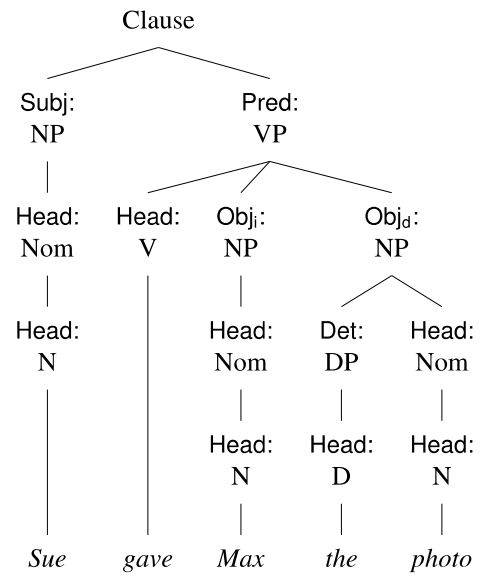 Clause
Subj: Pred:
NP VP
Head: Head: Objᵢ: Obj_d:
Nom V NP NP
Head: Head: Det: Head:
N Nom DP Nom
Head: Head: Head:
N D N
Sue gave Max the photo